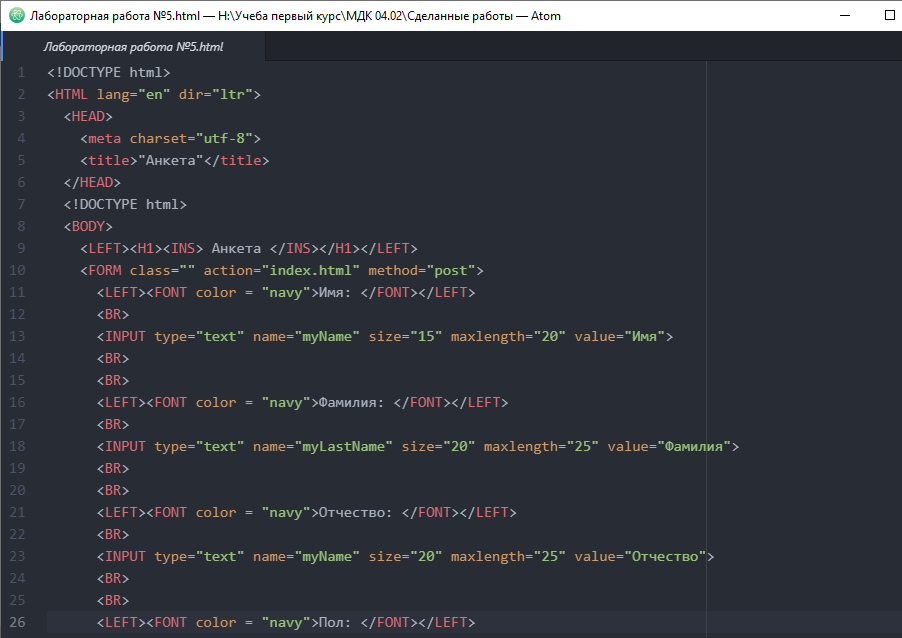 Лабораторная работа №5.html — H:\Учеба первый курс\МДК 04.02\Сделанные работы — Atom
Лабораторная работа №5.html
1 <!DOCTYPE html>
2 <HTML lang="en" dir="ltr">
3 <HEAD>
4 <meta charset="utf-8">
5 <title>"Анкета"</title>
6 </HEAD>
7 <!DOCTYPE html>
8 <BODY>
9 <LEFT><H1><INS> Анкета </INS></H1></LEFT>
10 <FORM class="" action="index.html" method="post">
11 <LEFT><FONT color = "navy">Имя: </FONT></LEFT>
12 <BR>
13 <INPUT type="text" name="myName" size="15" maxlength="20" value="Имя">
14 <BR>
15 <BR>
16 <LEFT><FONT color = "navy">Фамилия: </FONT></LEFT>
17 <BR>
18 <INPUT type="text" name="myLastName" size="20" maxlength="25" value="Фамилия">
19 <BR>
20 <BR>
21 <LEFT><FONT color = "navy">Отчество: </FONT></LEFT>
22 <BR>
23 <INPUT type="text" name="myName" size="20" maxlength="25" value="Отчество">
24 <BR>
25 <BR>
26 <LEFT><FONT color = "navy">Пол: </FONT></LEFT>